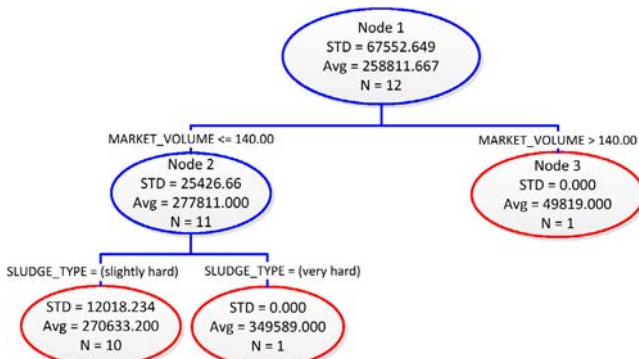 Node 1
STD = 67552.649
Avg = 258811.667
N = 12
MARKET_VOLUME <= 140.00
MARKET_VOLUME > 140.00
Node 2
STD = 25426.66
Avg = 277811.000
N = 11
Node 3
STD = 0.000
Avg = 49819.000
N = 1
SLUDGE_TYPE = (slightly hard)
SLUDGE_TYPE = (very hard)
STD = 12018.234
Avg = 270633.200
N = 10
STD = 0.000
Avg = 349589.000
N = 1